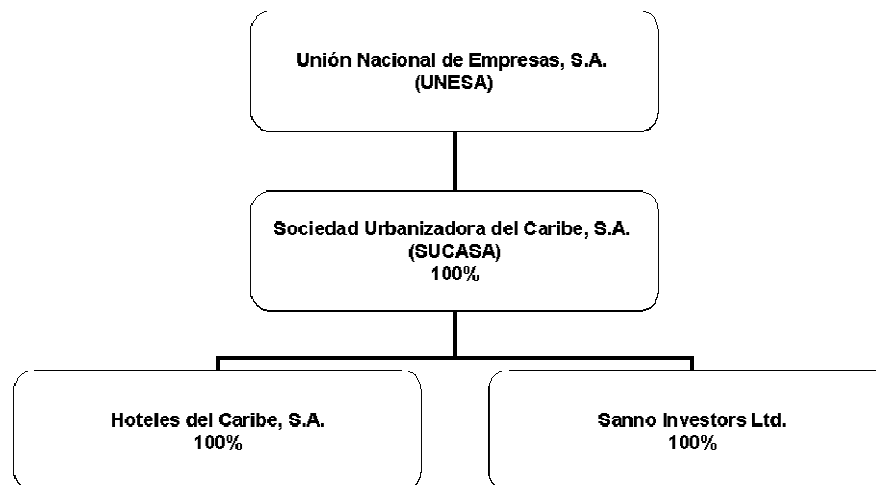 Unión Nacional de Empresas, S.A.
(UNESA)
Sociedad Urbanizadora del Caribe, S.A.
(SUCASA)
100%
Hoteles del Caribe, S.A.
100%
Sanno Investors Ltd.
100%